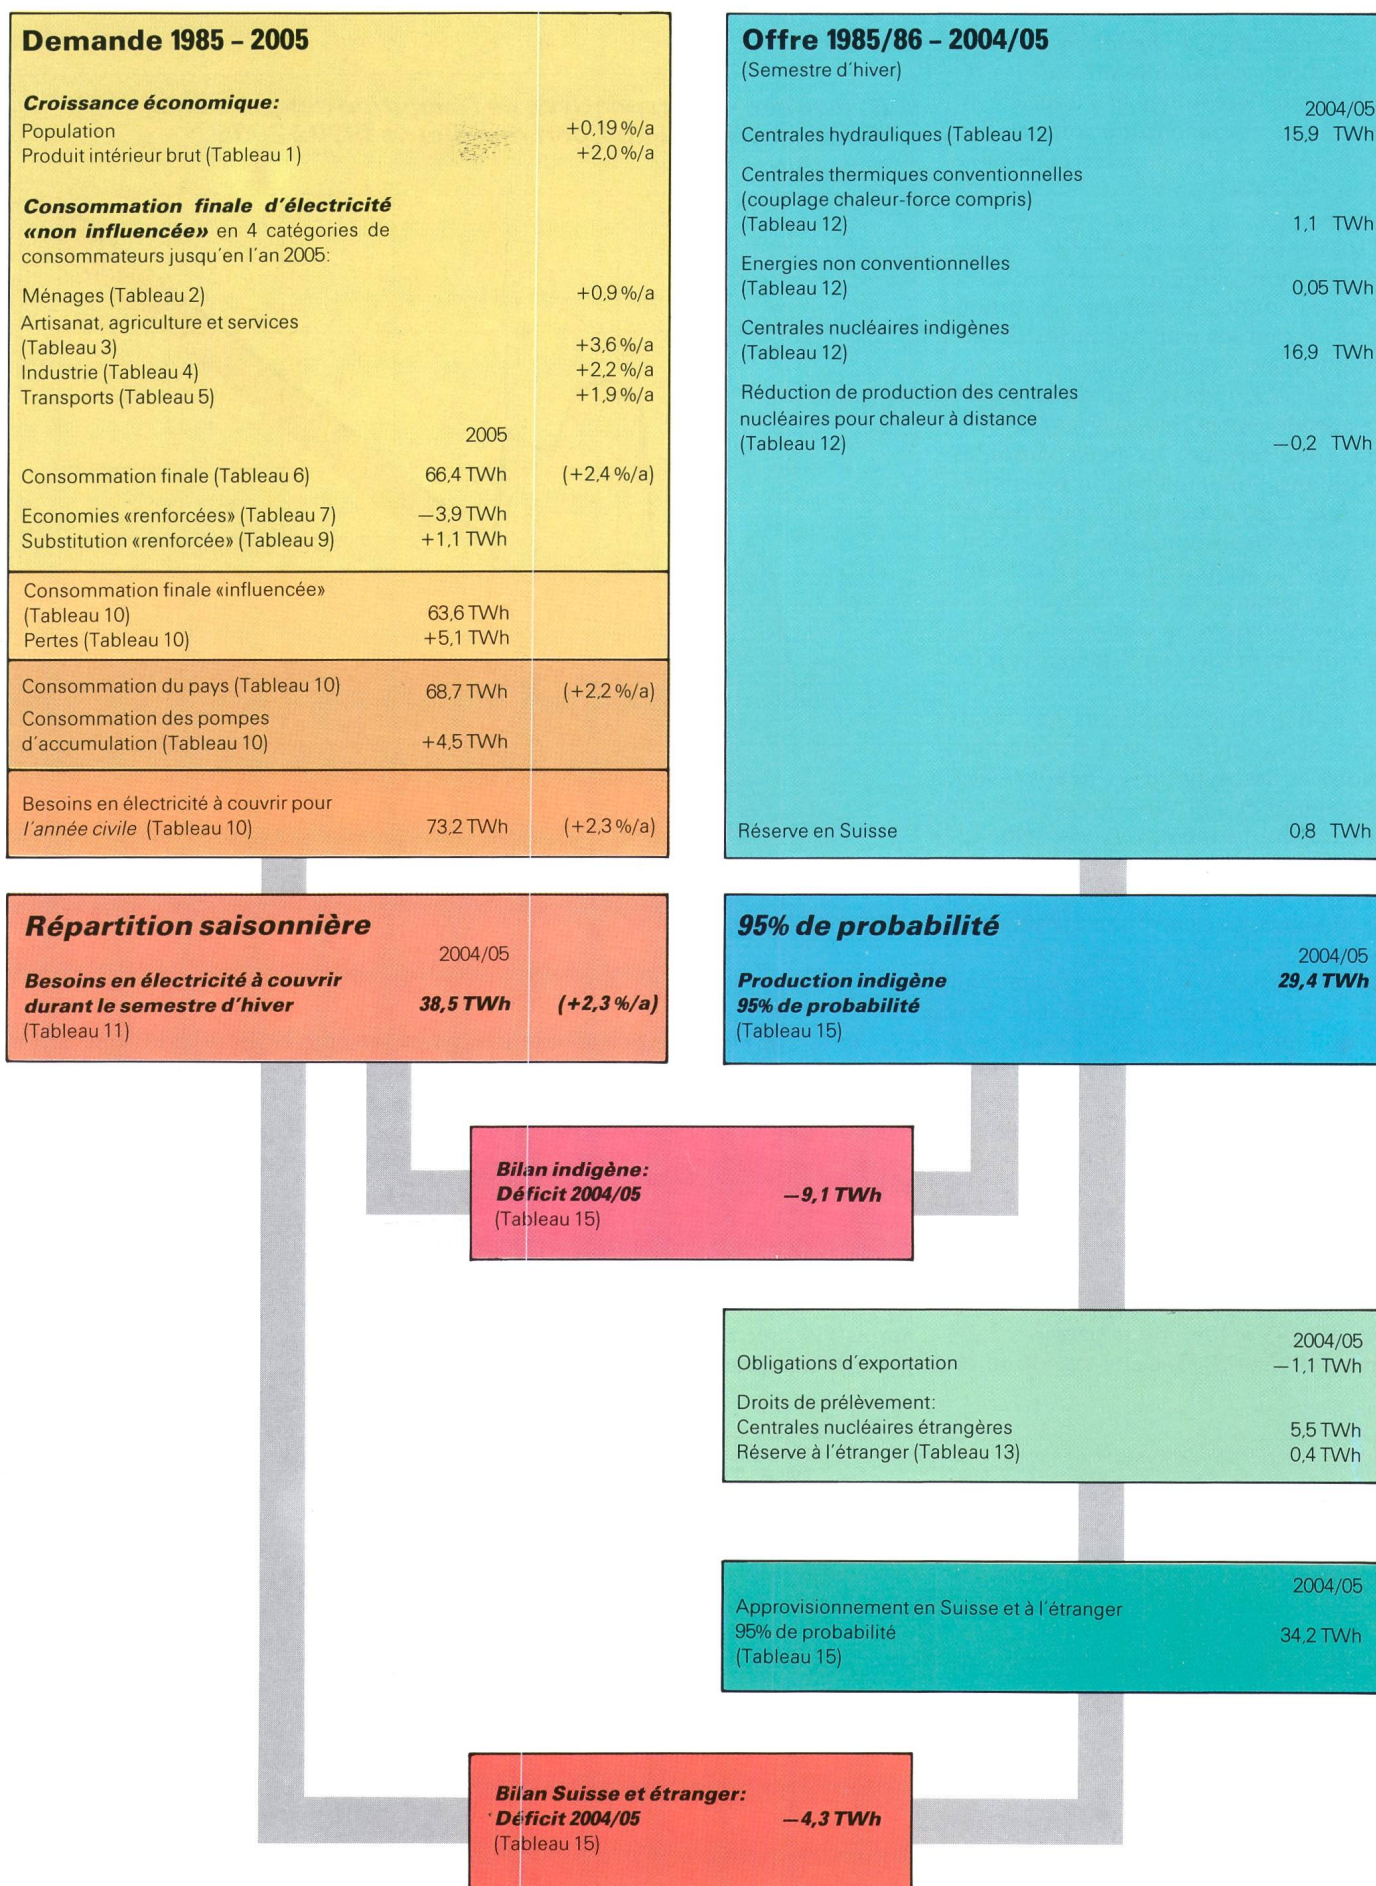 Demande 1985 – 2005
Croissance économique:
Population +0,19 %/a
Produit intérieur brut (Tableau 1) +2,0 %/a
Consommation finale d'électricité
«non influencée» en 4 catégories de
consommateurs jusqu'en l'an 2005:
Ménages (Tableau 2) +0,9 %/a
Artisanat, agriculture et services
(Tableau 3) +3,6 %/a
Industrie (Tableau 4) +2,2 %/a
Transports (Tableau 5) +1,9 %/a
2005
Consommation finale (Tableau 6) 66,4 TWh (+2,4 %/a)
Economies «renforcées» (Tableau 7) —3,9 TWh
Substitution «renforcée» (Tableau 9) +1,1 TWh
Consommation finale «influencée»
(Tableau 10) 63,6 TWh
Pertes (Tableau 10) +5,1 TWh
Consommation du pays (Tableau 10) 68,7 TWh (+2,2 %/a)
Consommation des pompes
d'accumulation (Tableau 10) +4,5 TWh
Besoins en électricité à couvrir pour
l'année civile (Tableau 10) 73,2 TWh (+2,3 %/a)
Offre 1985/86 – 2004/05
(Semestre d'hiver)
2004/05
Centrales hydrauliques (Tableau 12) 15,9 TWh
Centrales thermiques conventionnelles
(couplage chaleur-force compris)
(Tableau 12) 1,1 TWh
Energies non conventionnelles
(Tableau 12) 0,05 TWh
Centrales nucléaires indigènes
(Tableau 12) 16,9 TWh
Réduction de production des centrales
nucléaires pour chaleur à distance
(Tableau 12) —0,2 TWh
Réserve en Suisse 0,8 TWh
Répartition saisonnière
2004/05
Besoins en électricité à couvrir
durant le semestre d'hiver 38,5 TWh (+2,3 %/a)
(Tableau 11)
95% de probabilité
2004/05
Production indigène 29,4 TWh
95% de probabilité
(Tableau 15)
Bilan indigène:
Déficit 2004/05 —9,1 TWh
(Tableau 15)
2004/05
Obligations d'exportation —1,1 TWh
Droits de prélèvement:
Centrales nucléaires étrangères 5,5 TWh
Réserve à l'étranger (Tableau 13) 0,4 TWh
2004/05
Approvisionnement en Suisse et à l'étranger
95% de probabilité 34,2 TWh
(Tableau 15)
Bilan Suisse et étranger:
Déficit 2004/05 —4,3 TWh
(Tableau 15)